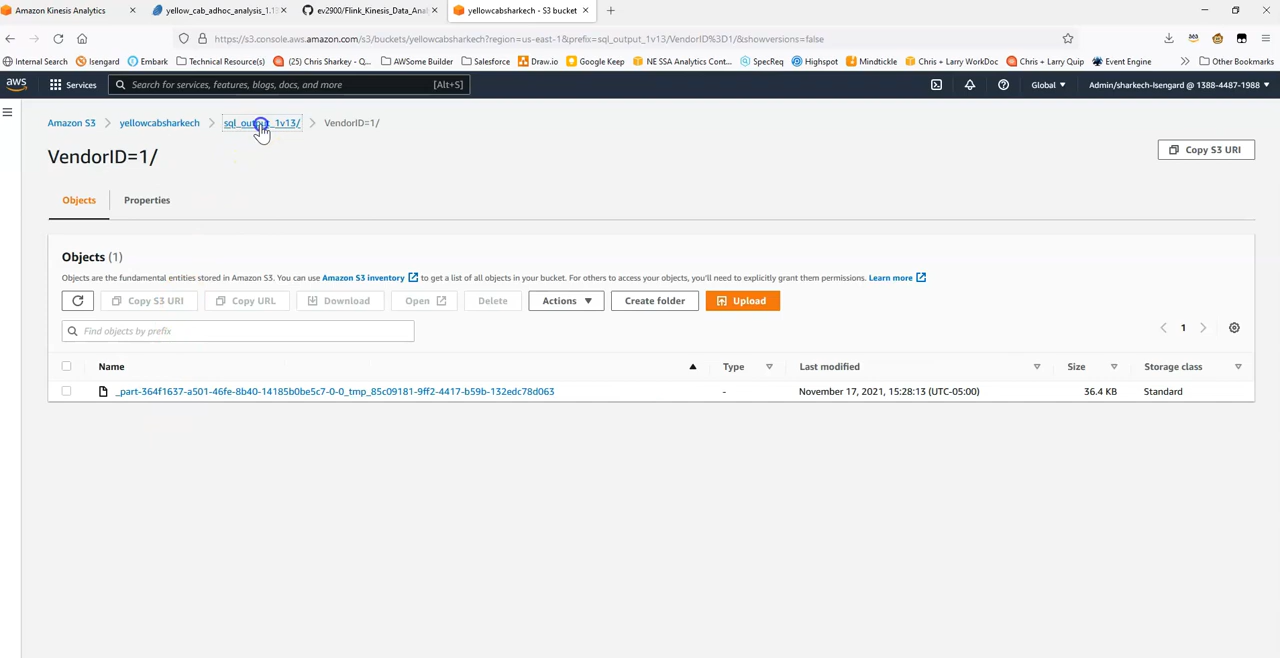 Amazon Kinesis Analytics
yellow_cab_adhoc_analysis_1.13
ev2900/Flink_Kinesis_Data_Ana
yellowcabsharkech - S3 bucket
https://s3.console.aws.amazon.com/s3/buckets/yellowcabsharkech?region=us-east-1&prefix=sql_output_1v13/VendorID%3D1/&showversions=false
Internal Search Isengard Embark Technical Resource(s) (25) Chris Sharkey - Q... AWSome Builder Salesforce Draw.io Google Keep NE SSA Analytics Cont... SpecReq Highspot Mindtickle Chris + Larry WorkDoc Chris + Larry Quip Event Engine Other Bookmarks
aws Services Search for services, features, blogs, docs, and more [Alt+S] Global Admin/sharkech-Isengard @ 1388-4487-1988
Amazon S3 yellowcabsharkech sql_output_1v13/ VendorID=1/
VendorID=1/
Copy S3 URI
Objects Properties
Objects (1)
Objects are the fundamental entities stored in Amazon S3. You can use Amazon S3 inventory to get a list of all objects in your bucket. For others to access your objects, you'll need to explicitly grant them permissions. Learn more
Copy S3 URI Copy URL Download Open Delete Actions Create folder Upload
Find objects by prefix
1
Name Type Last modified Size Storage class
_part-364f1637-a501-46fe-8b40-14185b0be5c7-0-0_tmp_85c09181-9ff2-4417-b59b-132edc78d063 - November 17, 2021, 15:28:13 (UTC-05:00) 36.4 KB Standard